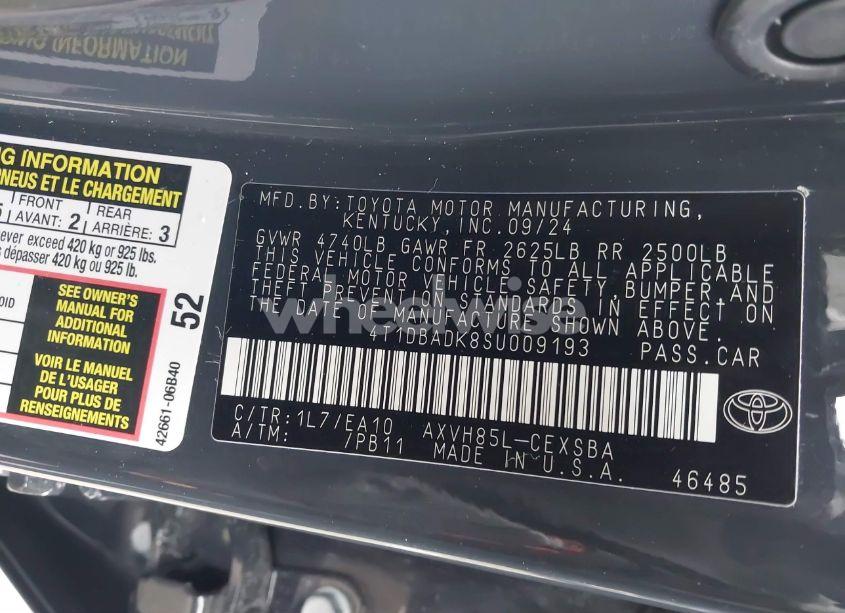 NG INFORMATION
RNEUS ET LE CHARGEMENT
FRONT
AVANT: 2
REAR
ARRIÈRE: 3
ever exceed 420 kg or 925 lbs.
s dépasser 420 kg ou 925 lb.
OID
SEE OWNER'S
MANUAL FOR
ADDITIONAL
INFORMATION
VOIR LE MANUEL
DE L'USAGER
POUR PLUS DE
RENSEIGNEMENTS
52
42661-06B40
MFD.BY:TOYOTA MOTOR MANUFACTURING,
KENTUCKY, INC.09/24
GVWR 4740LB GAWR FR 2625LB RR 2500LB
THIS VEHICLE CONFORMS TO ALL APPLICABLE
FEDERAL MOTOR VEHICLE SAFETY, BUMPER, AND
THEFT PREVENTION STANDARDS IN EFFECT ON
THE DATE OF MANUFACTURE SHOWN ABOVE.
4T1DBADK8SU009193 PASS.CAR
C/TR:1L7/EA10 AXVH85L-CEXSBA
A/TM: /PB11 MADE IN U.S.A.
46485
wheelwise